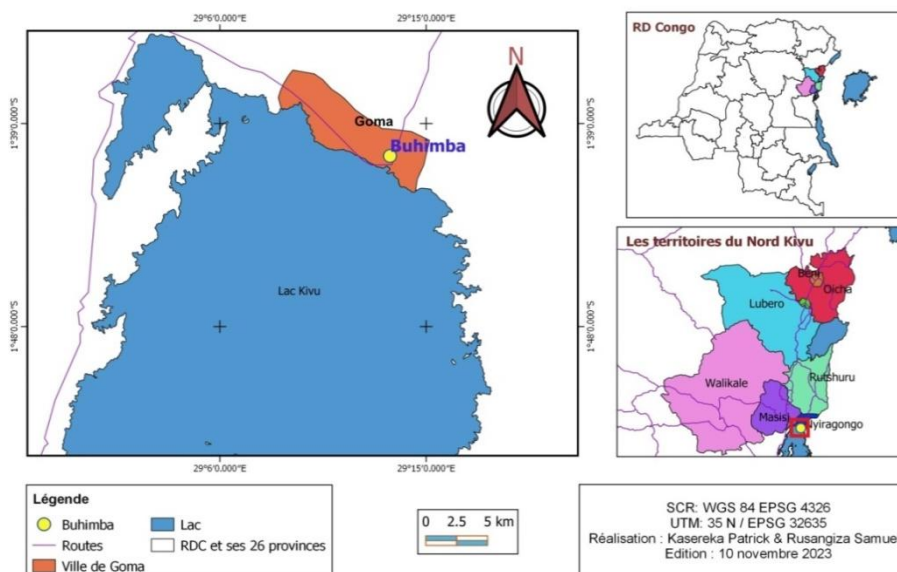 29°6'0.000"E
29°15'0.000"E
1°39'0.000"S
1°39'0.000"S
1°48'0.000"S
1°48'0.000"S
29°6'0.000"E
29°15'0.000"E
N
Goma
Buhimba
Lac Kivu
RD Congo
Les territoires du Nord Kivu
Beni
Oicha
Lubero
Rutshuru
Walikale
Masisi
Nyiragongo
Légende
Buhimba
Lac
Routes
RDC et ses 26 provinces
Ville de Goma
0 2.5 5 km
SCR: WGS 84 EPSG 4326
UTM: 35 N / EPSG 32635
Réalisation : Kasereka Patrick & Rusangiza Samue
Edition : 10 novembre 2023